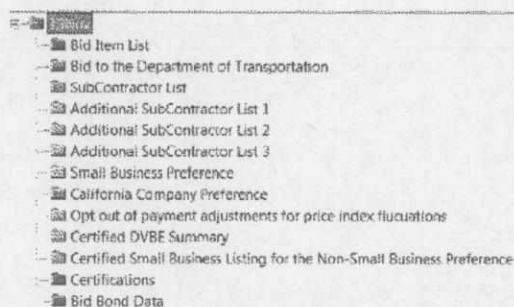 Bid Item List
Bid to the Department of Transportation
SubContractor List
Additional SubContractor List 1
Additional SubContractor List 2
Additional SubContractor List 3
Small Business Preference
California Company Preference
Opt out of payment adjustments for price index flucuations
Certified DVBE Summary
Certified Small Business Listing for the Non-Small Business Preference
Certifications
Bid Bond Data